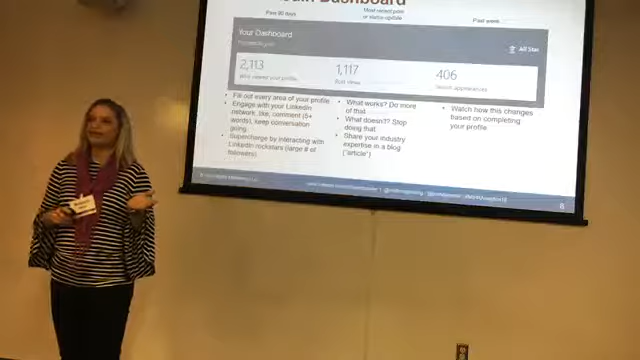 Dashboard
Past 90 days
Most recent post
or status update
Past week
Your Dashboard
All Star
2,113
Who viewed your profile
1,117
Post views
406
Search appearances
• Fill out every area of your profile
• Engage with your LinkedIn
network, like, comment (5+
words), keep conversation
going.
• Supercharge by interacting with
LinkedIn rockstars (large # of
followers)
• What works? Do more
of that
• What doesn't? Stop
doing that
• Share your industry
expertise in a blog
("article")
• Watch how this changes
based on completing
your profile
8